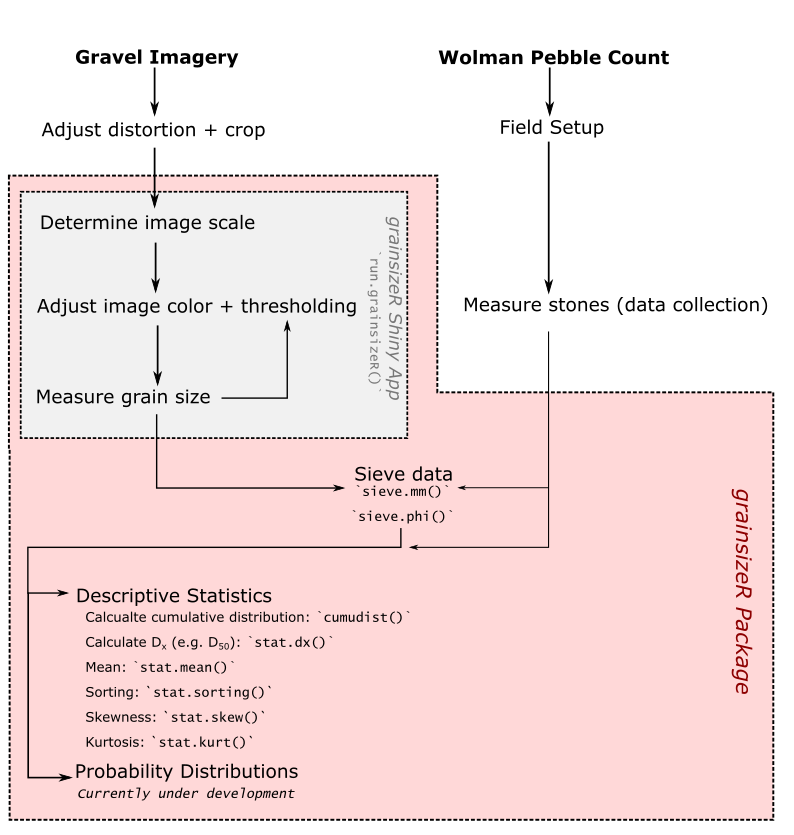 Gravel Imagery
Wolman Pebble Count
Adjust distortion + crop
Field Setup
Determine image scale
Adjust image color + thresholding
Measure grain size
grainsizeR Shiny App
`run.grainsizeR()`
Measure stones (data collection)
Sieve data
`sieve.mm()`
`sieve.phi()`
grainsizeR Package
Descriptive Statistics
Calcualte cumulative distribution: `cumudist()`
Calculate Dx (e.g. D50): `stat.dx()`
Mean: `stat.mean()`
Sorting: `stat.sorting()`
Skewness: `stat.skew()`
Kurtosis: `stat.kurt()`
Probability Distributions
Currently under development